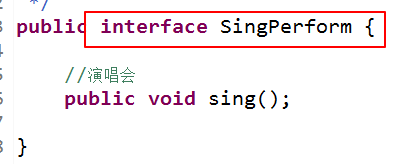 */
public interface SingPerform {
//演唱会
public void sing();
}